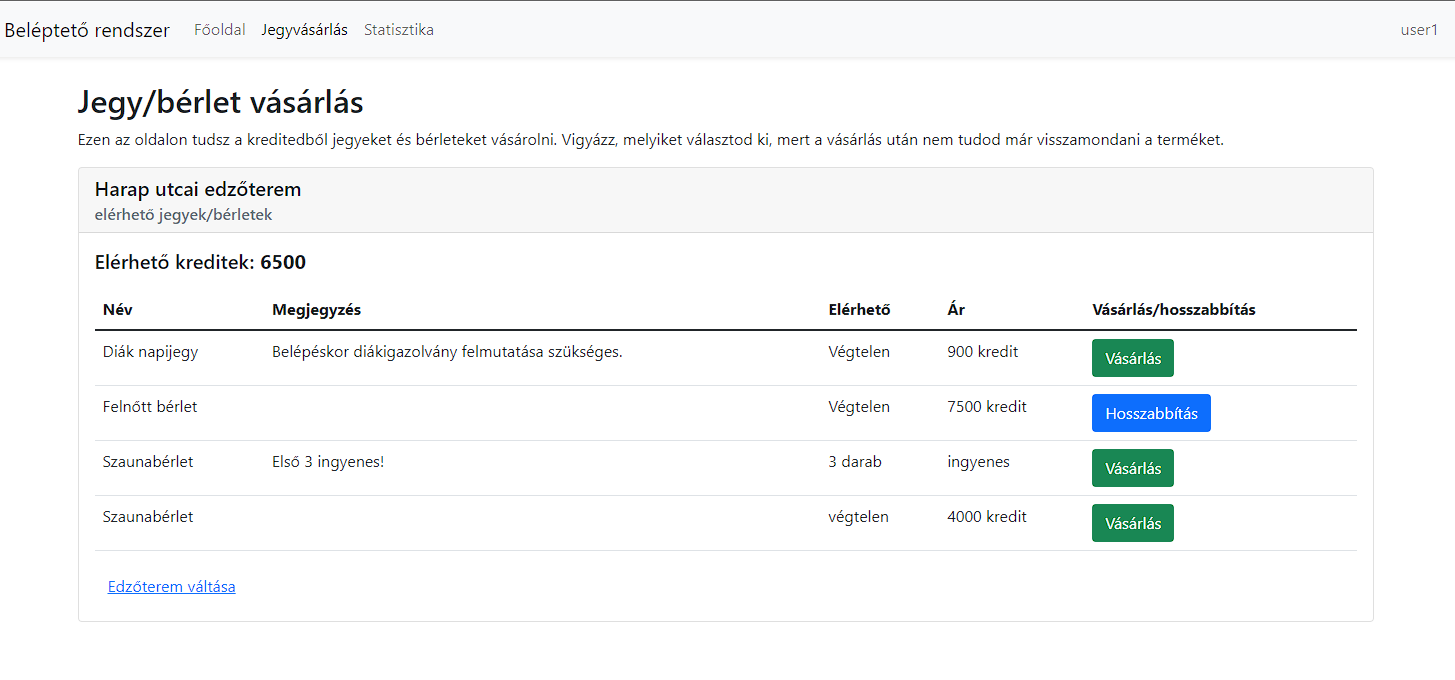 Beléptető rendszer Főoldal Jegyvásárlás Statisztika user1
Jegy/bérlet vásárlás
Ezen az oldalon tudsz a kreditedből jegyeket és bérleteket vásárolni. Vigyázz, melyiket választod ki, mert a vásárlás után nem tudod már visszamondani a terméket.
Harap utcai edzőterem
elérhető jegyek/bérletek
Elérhető kreditek: 6500
Név Megjegyzés Elérhető Ár Vásárlás/hosszabbítás
Diák napijegy Belépéskor diákigazolvány felmutatása szükséges. Végtelen 900 kredit Vásárlás
Felnőtt bérlet Végtelen 7500 kredit Hosszabbítás
Szaunabérlet Első 3 ingyenes! 3 darab ingyenes Vásárlás
Szaunabérlet végtelen 4000 kredit Vásárlás
Edzőterem váltása